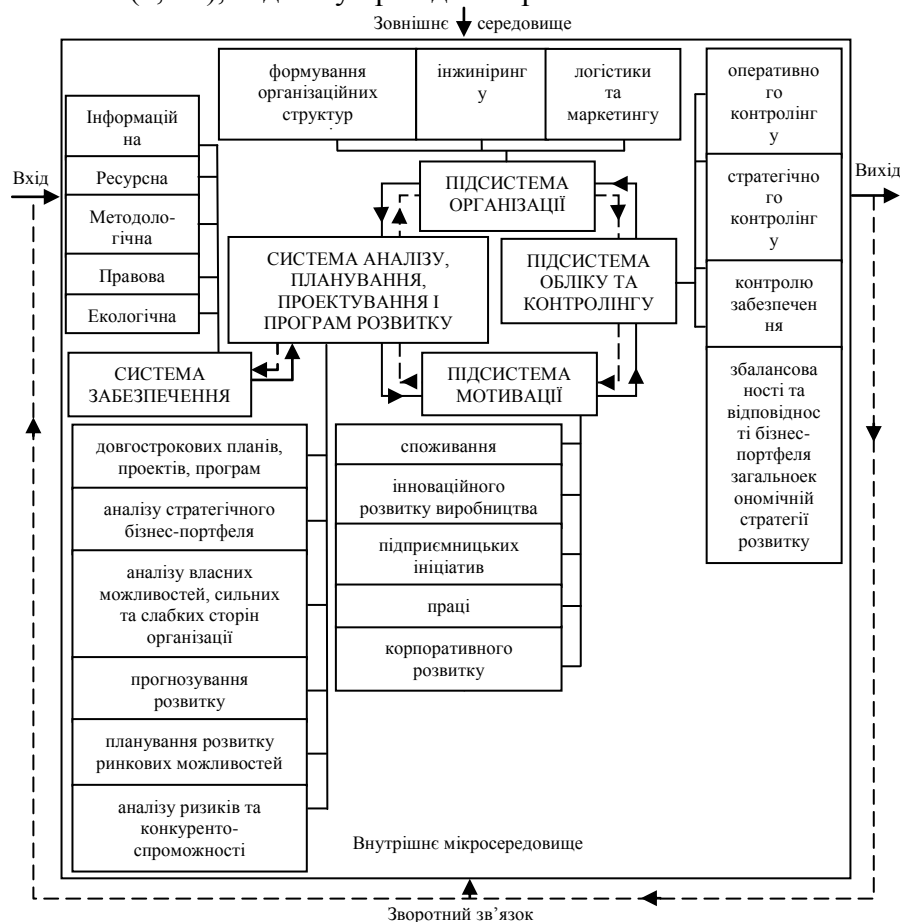 Зовнішнє середовище
формування
організаційних
структур
інжинірінг
у
логістики
та
маркетингу
оперативно
го
контролінг
у
Інформацій
на
Ресурсна
Методоло-
гічна
Правова
Екологічна
Вхід
Вихід
стратегічно
го
контролінг
у
ПІДСИСТЕМА
ОРГАНІЗАЦІЇ
СИСТЕМА АНАЛІЗУ,
ПЛАНУВАННЯ,
ПРОЕКТУВАННЯ І
ПРОГРАМ РОЗВИТКУ
ПІДСИСТЕМА
ОБЛІКУ ТА
КОНТРОЛІНГУ
контролю
забезпечен
ня
СИСТЕМА
ЗАБЕЗПЕЧЕННЯ
ПІДСИСТЕМА
МОТИВАЦІЇ
збалансова
ності та
відповіднос
ті бізнес-
портфеля
загальноек
ономічній
стратегії
розвитку
довгострокових планів,
проектів, програм
аналізу стратегічного
бізнес-портфеля
аналізу власних
можливостей, сильних
та слабких сторін
організації
прогнозування
розвитку
планування розвитку
ринкових можливостей
аналізу ризиків та
конкуренто-
спроможності
споживання
інноваційного
розвитку виробництва
підприємницьких
ініціатив
праці
корпоративного
розвитку
Внутрішнє мікросередовище
Зворотний зв’язок